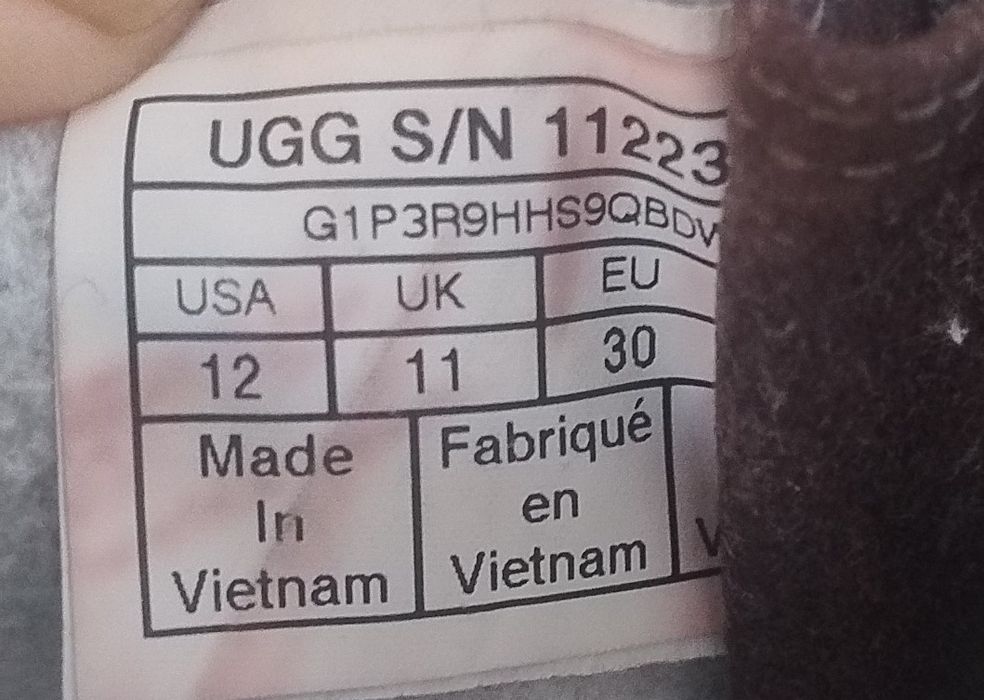 UGG S/N 11223
G1P3R9HHS9QBDV
USA UK EU
12 11 30
Made Fabriqué
In en
Vietnam Vietnam